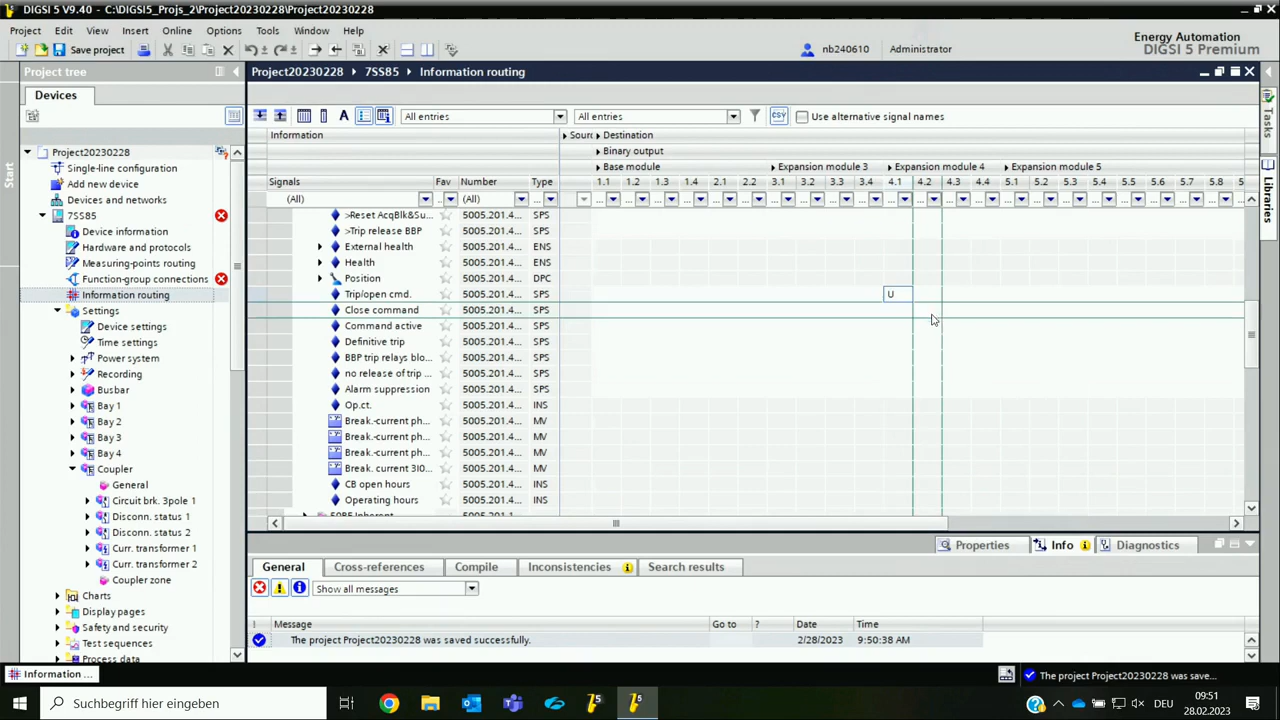 DIGSI 5 V9.40 - C:\DIGSI5_Projs_2\Project20230228\Project20230228
Project Edit View Insert Online Options Tools Window Help
Energy Automation
DIGSI 5 Premium
Save project
nb240610 Administrator
Project tree
Project20230228 7SS85 Information routing
Devices
All entries All entries CSV Use alternative signal names
Start
Tasks
Libraries
Project20230228
Single-line configuration
Add new device
Devices and networks
7SS85
Device information
Hardware and protocols
Measuring-points routing
Function-group connections
Information routing
Settings
Device settings
Time settings
Power system
Recording
Busbar
Bay 1
Bay 2
Bay 3
Bay 4
Coupler
General
Circuit brk. 3pole 1
Disconn. status 1
Disconn. status 2
Curr. transformer 1
Curr. transformer 2
Coupler zone
Charts
Display pages
Safety and security
Test sequences
Process data
Information Sourc Destination
Binary output
Base module Expansion module 3 Expansion module 4 Expansion module 5
Signals Fav Number Type 1.1 1.2 1.3 1.4 2.1 2.2 3.1 3.2 3.3 3.4 4.1 4.2 4.3 4.4 5.1 5.2 5.4 5.5 5.6 5.7 5.8 5
(All) ... (All) ... ... ... ... ... ... ... ... ... ... ... ... ... ... ... ... ... ... ... ... ...
>Reset AcqBlk&Su... 5005.201.4... SPS
>Trip release BBP 5005.201.4... SPS
External health 5005.201.4... ENS
Health 5005.201.4... ENS
Position 5005.201.4... DPC
Trip/open cmd. 5005.201.4... SPS U
Close command 5005.201.4... SPS
Command active 5005.201.4... SPS
Definitive trip 5005.201.4... SPS
BBP trip relays blo... 5005.201.4... SPS
no release of trip ... 5005.201.4... SPS
Alarm suppression 5005.201.4... SPS
Op.ct. 5005.201.4... INS
Break.-current ph... 5005.201.4... MV
Break.-current ph... 5005.201.4... MV
Break.-current ph... 5005.201.4... MV
Break. current 3I0... 5005.201.4... MV
CB open hours 5005.201.4... INS
Operating hours 5005.201.4... INS
Properties Info Diagnostics
General Cross-references Compile Inconsistencies Search results
Show all messages
! Message Go to ? Date Time
The project Project20230228 was saved successfully. 2/28/2023 9:50:38 AM
Information ... The project Project20230228 was save...
Suchbegriff hier eingeben
DEU
09:51
28.02.2023